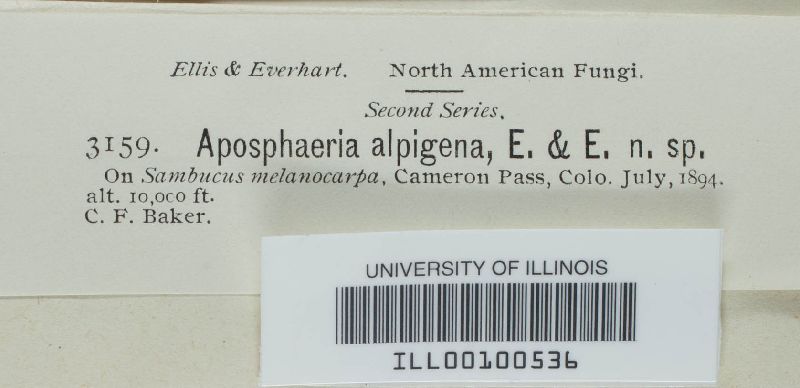 Ellis & Everhart. North American Fungi.
Second Series.
3159. Aposphaeria alpigena, E. & E. n. sp.
On Sambucus melanocarpa, Cameron Pass, Colo. July, 1894.
alt. 10,000 ft.
C. F. Baker.
UNIVERSITY OF ILLINOIS
ILL00100536